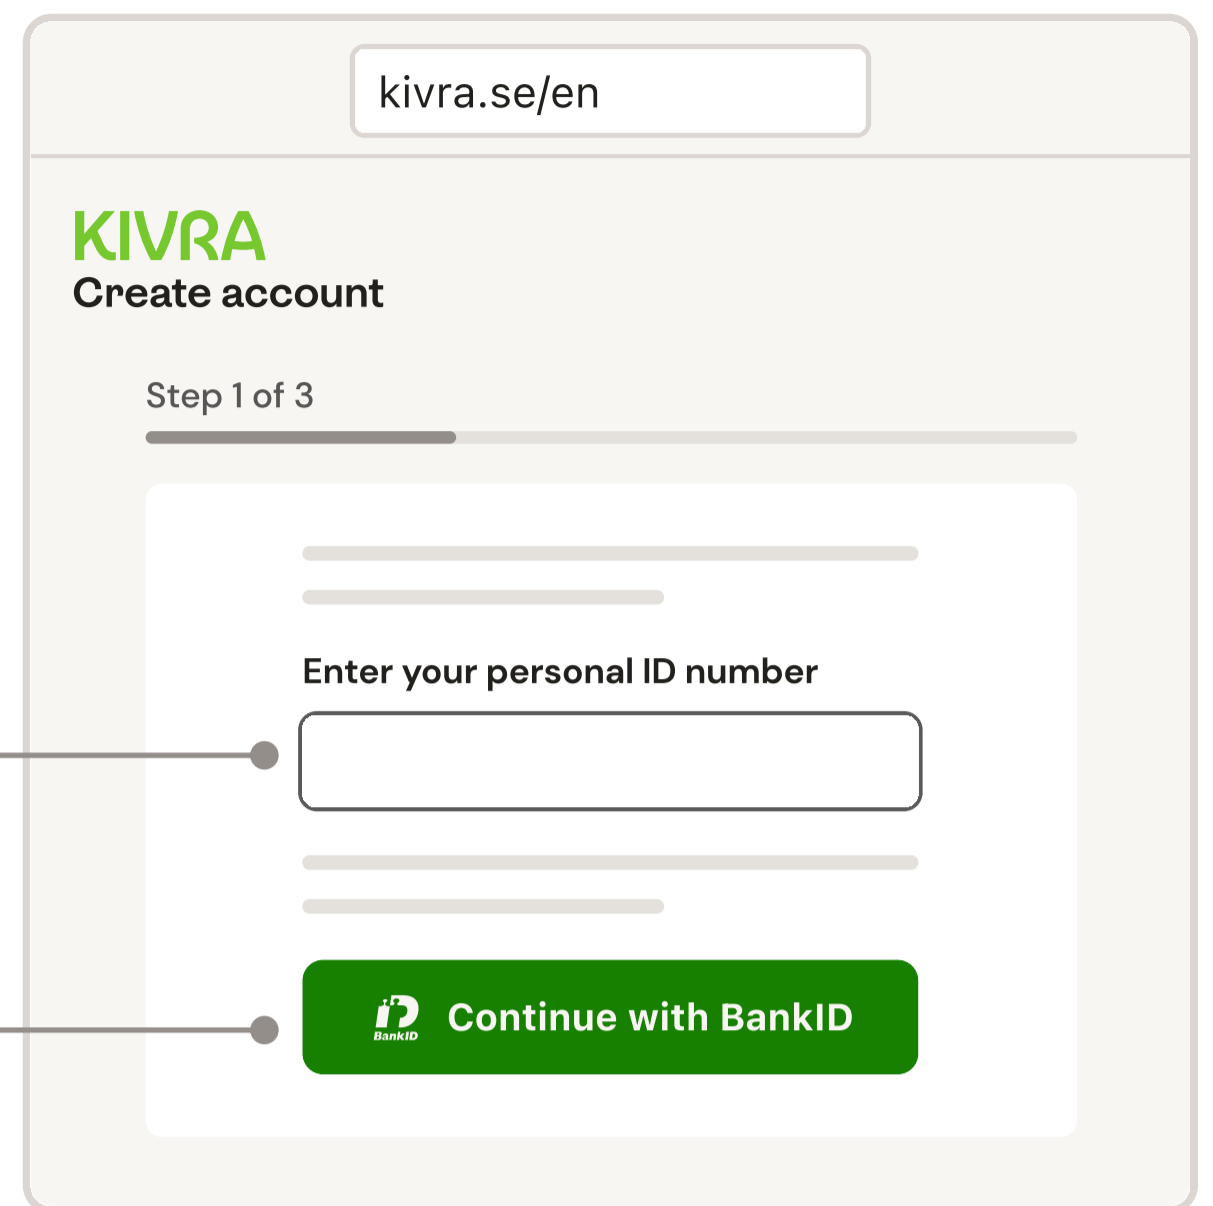 kivra.se/en
KIVRA
Create account
Step 1 of 3
Enter your personal ID number
BankID
Continue with BankID